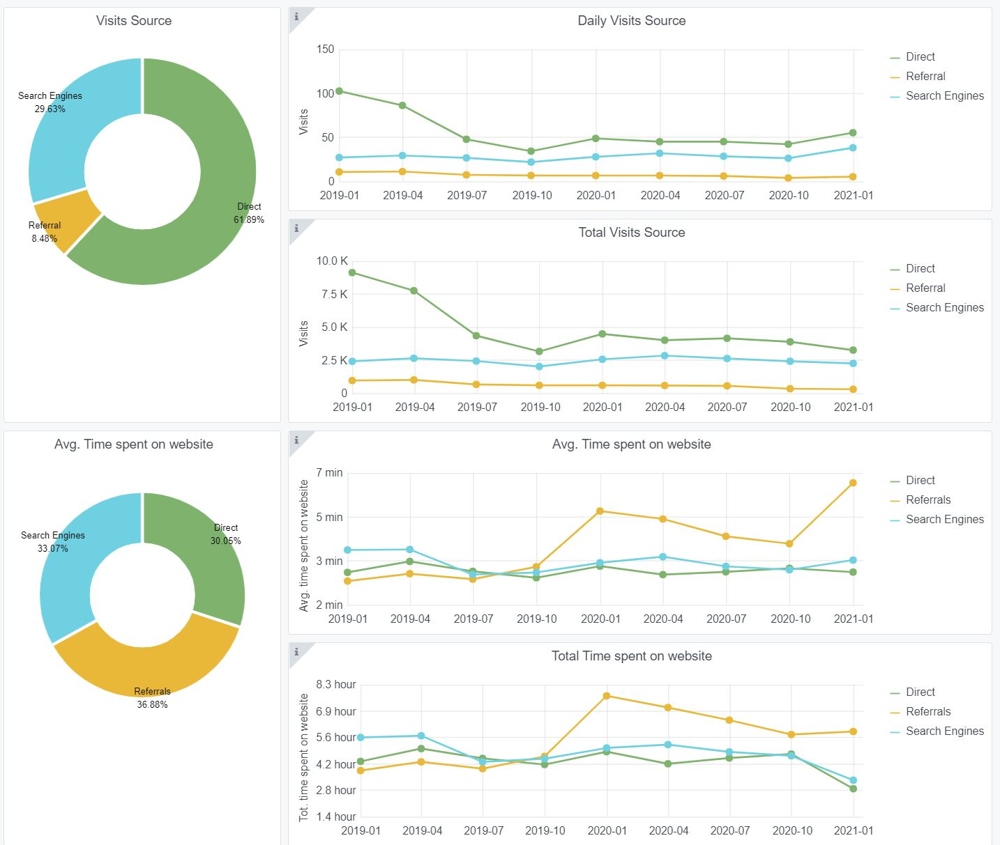 Visits Source
Search Engines
29.63%
Direct
61.89%
Referral
8.48%
i
Daily Visits Source
Visits
150
100
50
0
2019-01 2019-04 2019-07 2019-10 2020-01 2020-04 2020-07 2020-10 2021-01
Direct
Referral
Search Engines
i
Total Visits Source
Visits
10.0 K
7.5 K
5.0 K
2.5 K
0
2019-01 2019-04 2019-07 2019-10 2020-01 2020-04 2020-07 2020-10 2021-01
Direct
Referral
Search Engines
Avg. Time spent on website
Direct
30.05%
Search Engines
33.07%
Referrals
36.88%
i
Avg. Time spent on website
Avg. time spent on website
7 min
5 min
3 min
2 min
2019-01 2019-04 2019-07 2019-10 2020-01 2020-04 2020-07 2020-10 2021-01
Direct
Referrals
Search Engines
i
Total Time spent on website
Tot. time spent on website
8.3 hour
6.9 hour
5.6 hour
4.2 hour
2.8 hour
1.4 hour
2019-01 2019-04 2019-07 2019-10 2020-01 2020-04 2020-07 2020-10 2021-01
Direct
Referrals
Search Engines